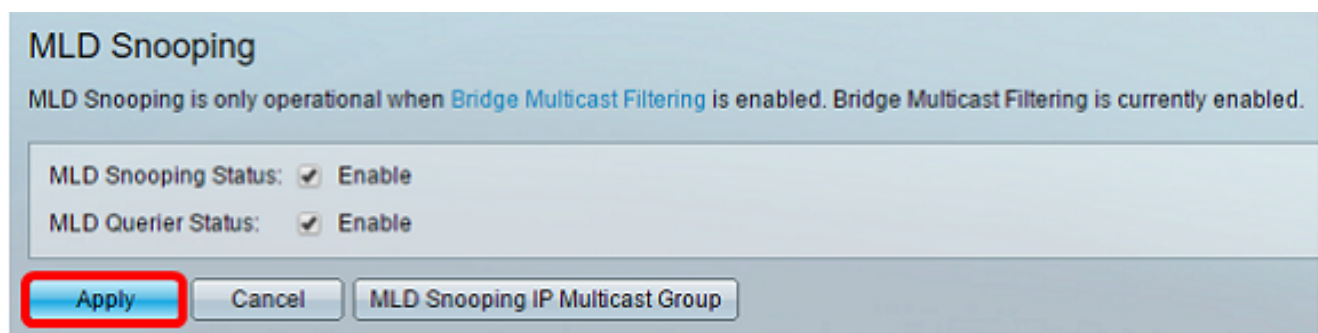 MLD Snooping
MLD Snooping is only operational when Bridge Multicast Filtering is enabled. Bridge Multicast Filtering is currently enabled.
MLD Snooping Status: Enable
MLD Querier Status: Enable
Apply Cancel MLD Snooping IP Multicast Group